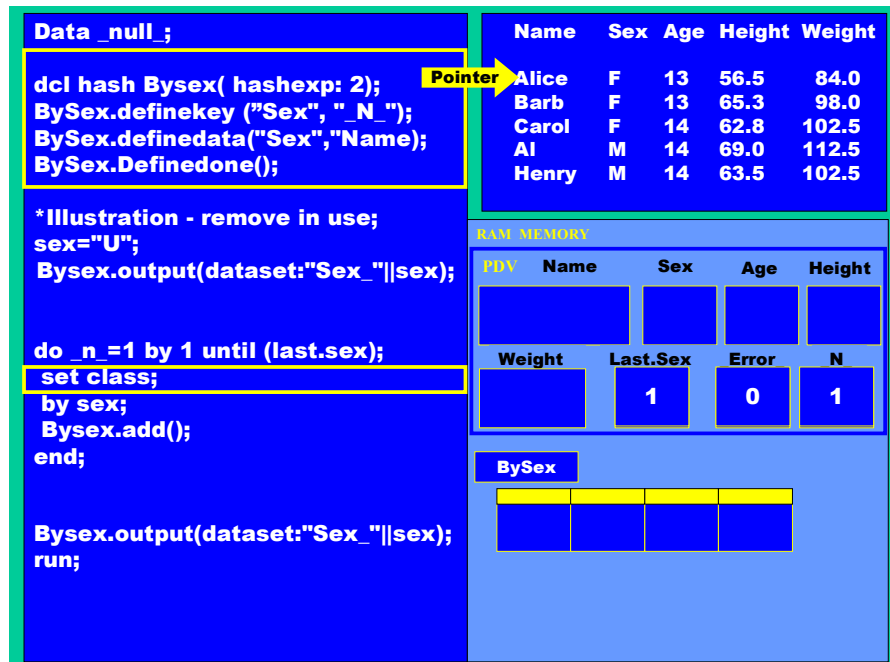 Data _null_;
dcl hash Bysex( hashexp: 2);
BySex.definekey (”Sex", "_N_");
BySex.definedata("Sex","Name);
BySex.Definedone();
*Illustration - remove in use;
sex="U";
Bysex.output(dataset:"Sex_"||sex);
do _n_=1 by 1 until (last.sex);
set class;
by sex;
Bysex.add();
end;
Bysex.output(dataset:"Sex_"||sex);
run;
Name Sex Age Height Weight
Pointer
Alice F 13 56.5 84.0
Barb F 13 65.3 98.0
Carol F 14 62.8 102.5
Al M 14 69.0 112.5
Henry M 14 63.5 102.5
RAM MEMORY
PDV Name Sex Age Height
Weight Last.Sex _Error_ _N_
1 0 1
BySex